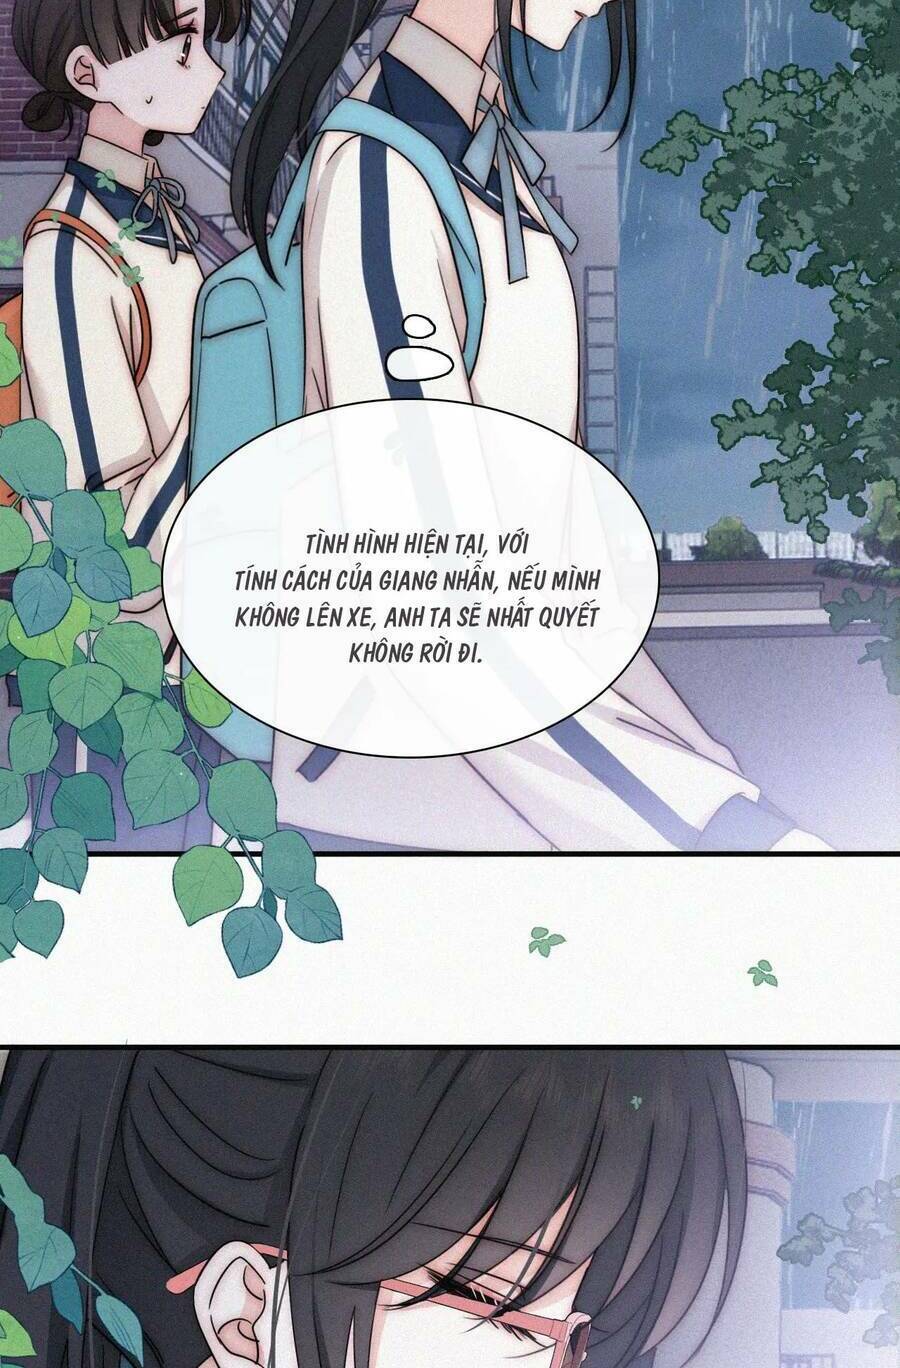 TÌNH HÌNH HIỆN TẠI, VỚI
TÍNH CÁCH CỦA GIANG NHẪN, NẾU MÌNH
KHÔNG LÊN XE, ANH TA SẼ NHẤT QUYẾT
KHÔNG RỜI ĐI.